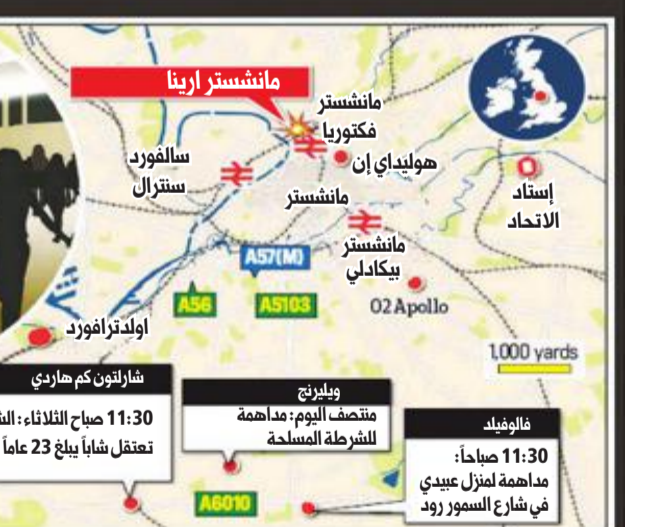 مانشستر ارينا
مانشستر
فكتوريا
هوليداي إن
سالفورد
سنترال
إستاد
الاتحاد
مانشستر
مانشستر
بيكادلي
A57(M)
A56
A5103
O2 Apollo
اولدترافورد
1,000 yards
شارلتون كم هاردي
11:30 صباح الثلاثاء:
تعتقل شاباً يبلغ 23 عاماً
ويليرنج
منتصف اليوم: مداهمة
للشرطة المسلحة
فالوفيلد
11:30 صباحاً:
مداهمة لمنزل عبيدي
في شارع السمور رود
A6010